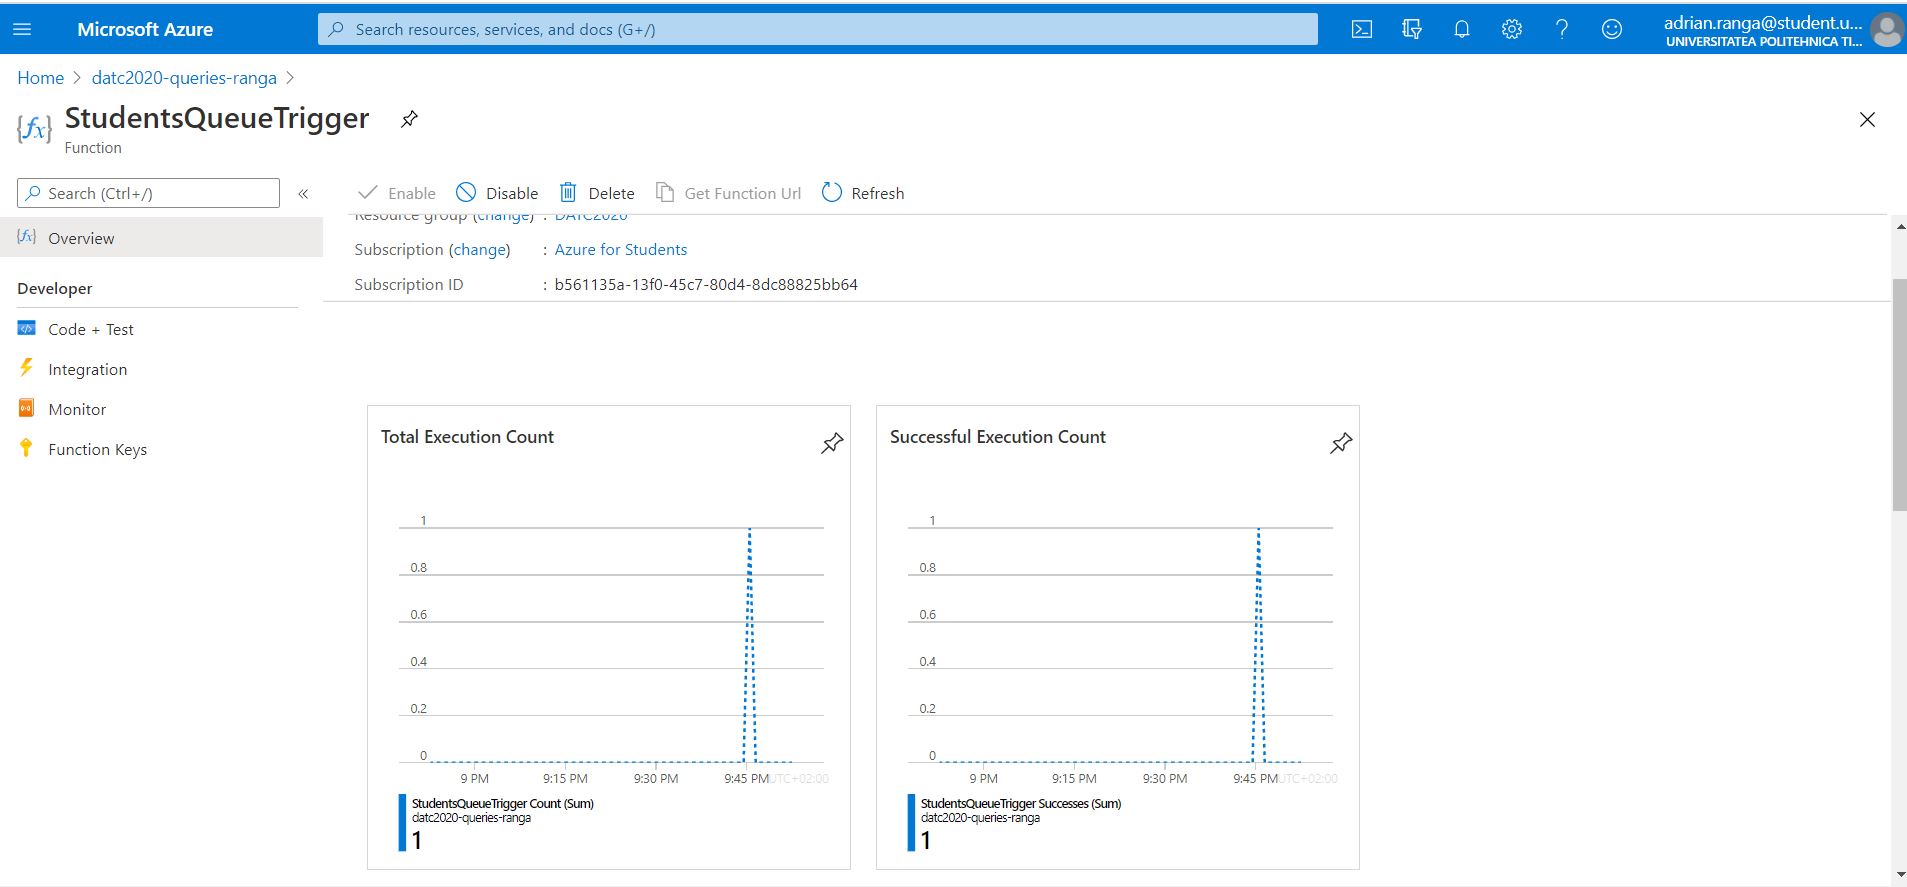 Microsoft Azure
Search resources, services, and docs (G+/)
adrian.ranga@student.u...
UNIVERSITATEA POLITEHNICA TI...
Home > datc2020-queries-ranga >
{fx} StudentsQueueTrigger
Function
Search (Ctrl+/) «
Enable Disable Delete Get Function Url Refresh
Resource group (change) : DATC2020
Subscription (change) : Azure for Students
Subscription ID : b561135a-13f0-45c7-80d4-8dc88825bb64
Overview
Developer
Code + Test
Integration
Monitor
Function Keys
Total Execution Count
1
0.8
0.6
0.4
0.2
0
9 PM 9:15 PM 9:30 PM 9:45 PM UTC+02:00
StudentsQueueTrigger Count (Sum)
datc2020-queries-ranga
1
Successful Execution Count
1
0.8
0.6
0.4
0.2
0
9 PM 9:15 PM 9:30 PM 9:45 PM UTC+02:00
StudentsQueueTrigger Successes (Sum)
datc2020-queries-ranga
1